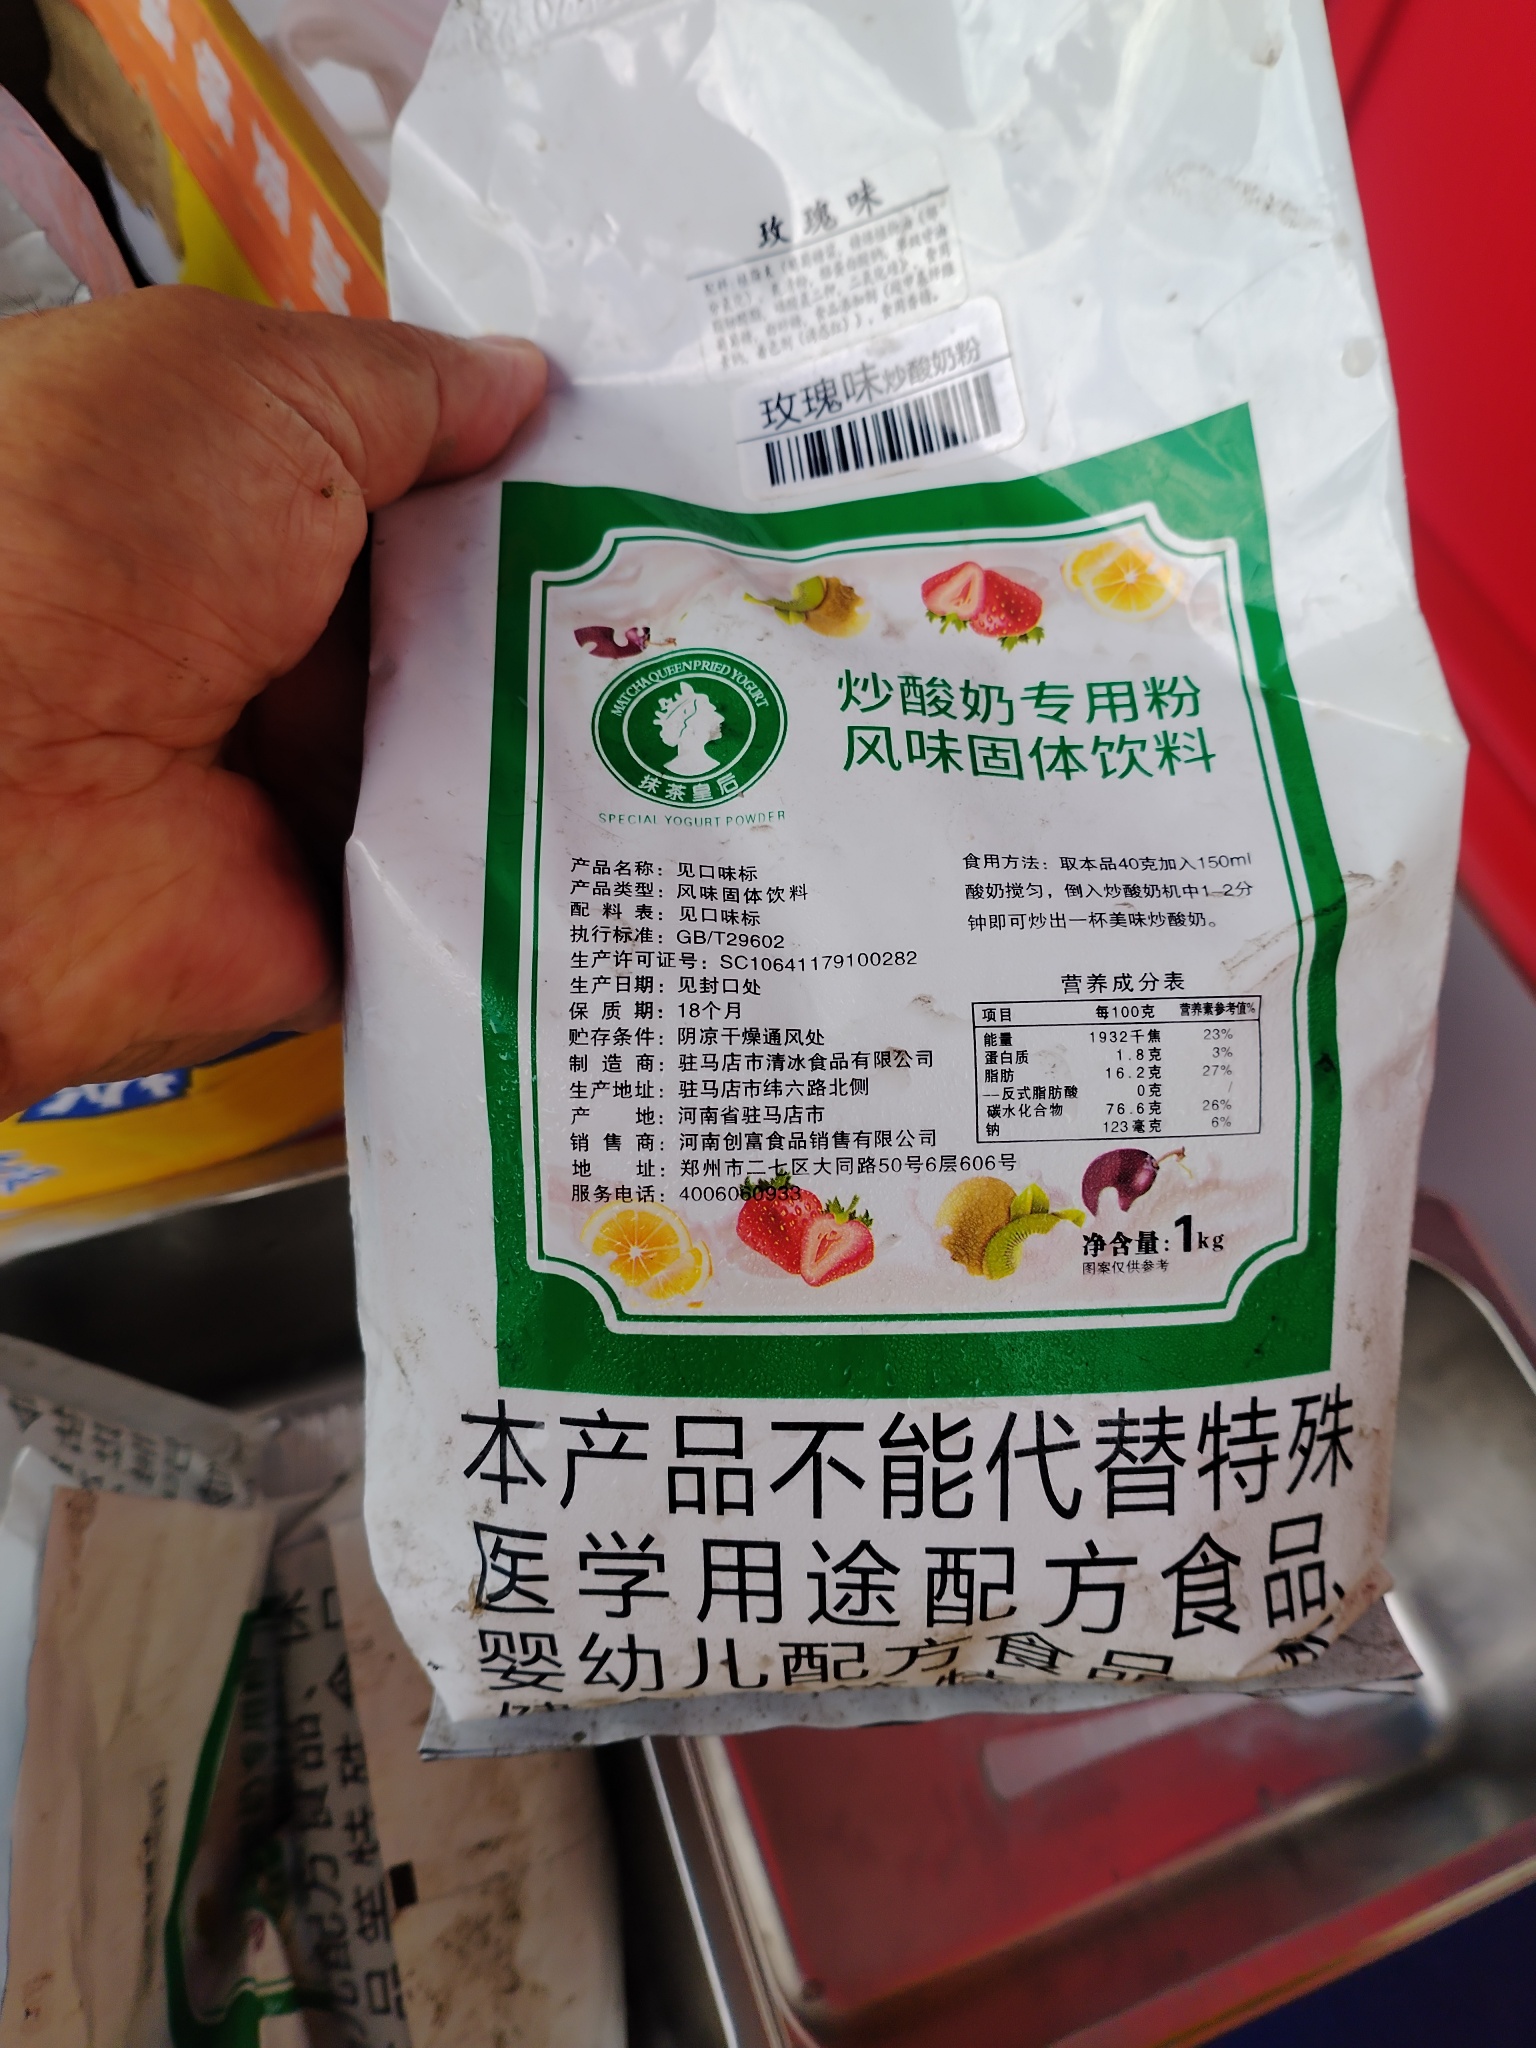 玫瑰味
玫瑰味炒酸奶粉
MATCHA QUEEN PRIED YOGURT
抹茶皇后
SPECIAL YOGURT POWDER
炒酸奶专用粉
风味固体饮料
产品名称：见口味标
产品类型：风味固体饮料
配料表：见口味标
执行标准：GB/T29602
生产许可证号：SC10641179100282
生产日期：见封口处
保质期：18个月
贮存条件：阴凉干燥通风处
制造商：驻马店市清冰食品有限公司
生产地址：驻马店市纬六路北侧
产地：河南省驻马店市
销售商：河南创富食品销售有限公司
地址：郑州市二七区大同路50号6层606号
服务电话：4006060933
食用方法：取本品40克加入150ml
酸奶搅匀，倒入炒酸奶机中1-2分
钟即可炒出一杯美味炒酸奶。
营养成分表
项目 每100克 营养素参考值%
能量 1932千焦 23%
蛋白质 1.8克 3%
脂肪 16.2克 27%
—反式脂肪酸 0克 /
碳水化合物 76.6克 26%
钠 123毫克 6%
净含量：1kg
图案仅供参考
本产品不能代替特殊
医学用途配方食品、
婴幼儿配方食品